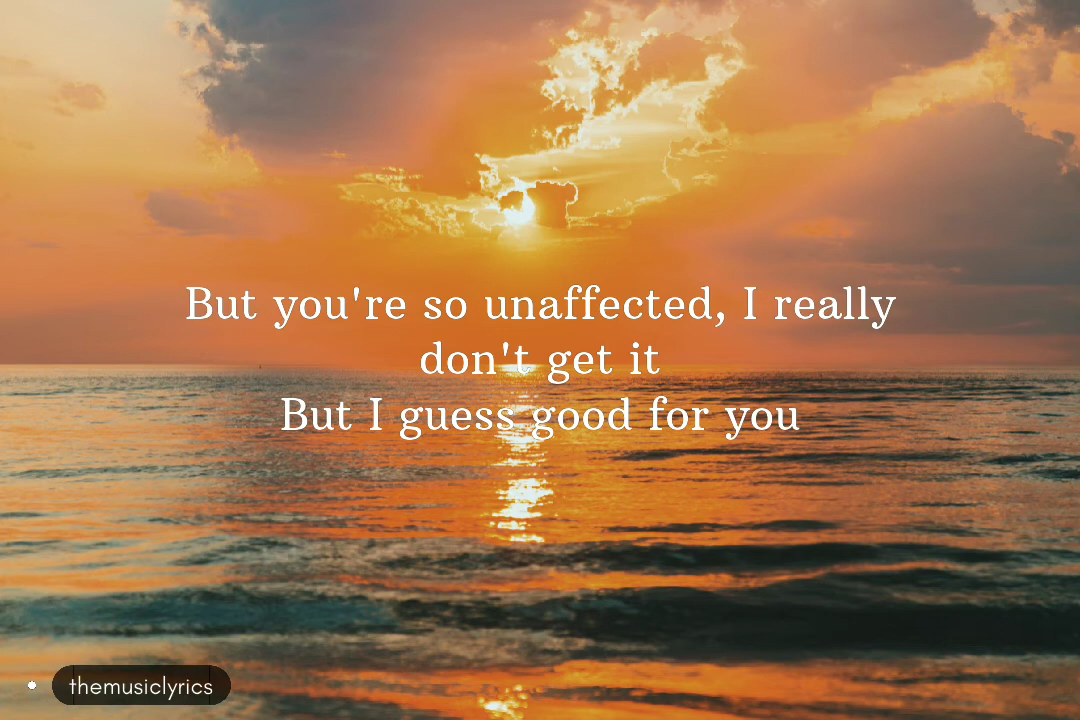 But you're so unaffected, I really
don't get it
But I guess good for you
themusiclyrics